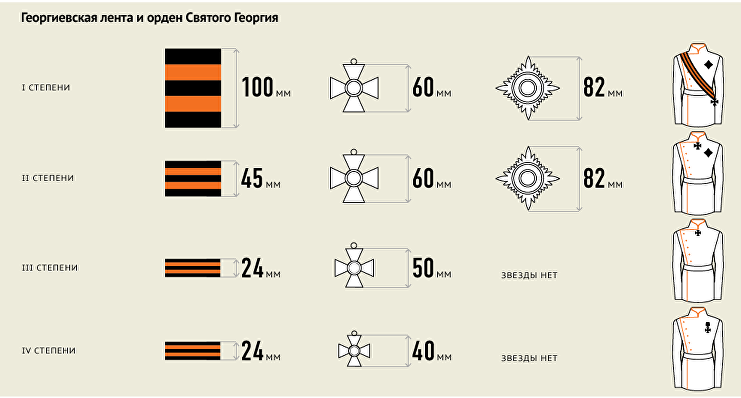 Георгиевская лента и орден Святого Георгия
I СТЕПЕНИ 100 ММ 60 ММ 82 ММ
II СТЕПЕНИ 45 ММ 60 ММ 82 ММ
III СТЕПЕНИ 24 ММ 50 ММ ЗВЕЗДЫ НЕТ
IV СТЕПЕНИ 24 ММ 40 ММ ЗВЕЗДЫ НЕТ